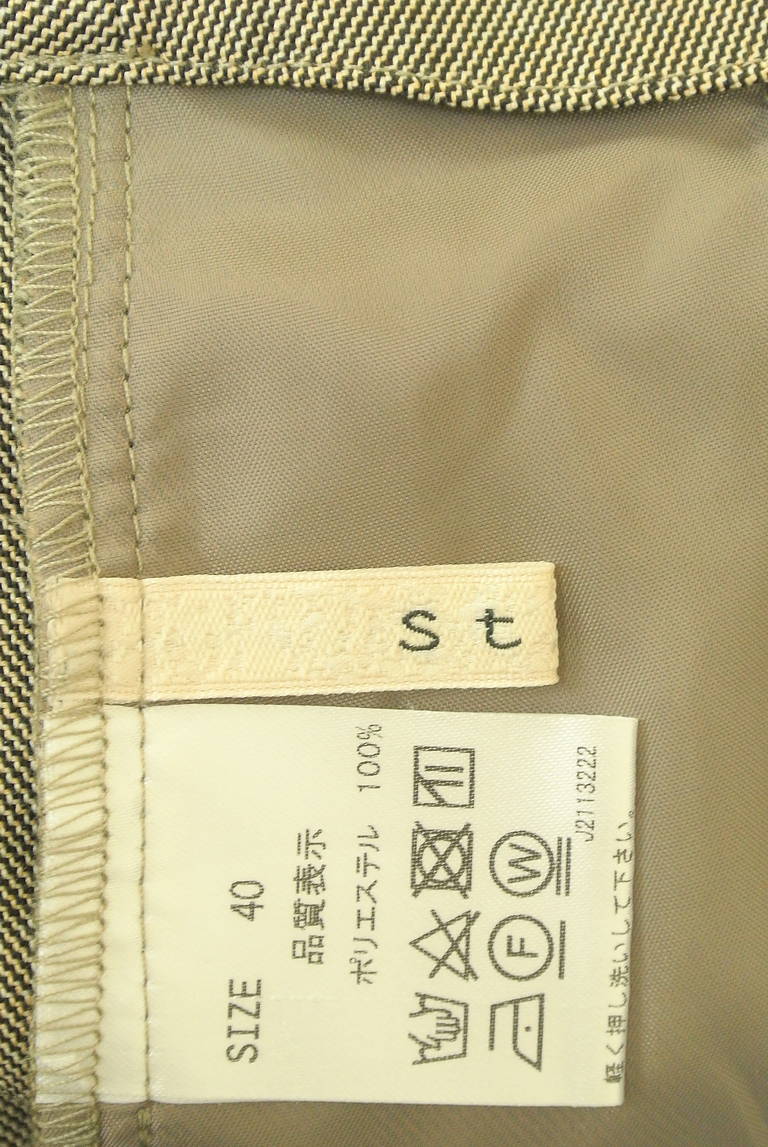 St
SIZE 40
品質表示
ポリエステル 100%
F W
J2113222
軽く押し洗いして下さい。